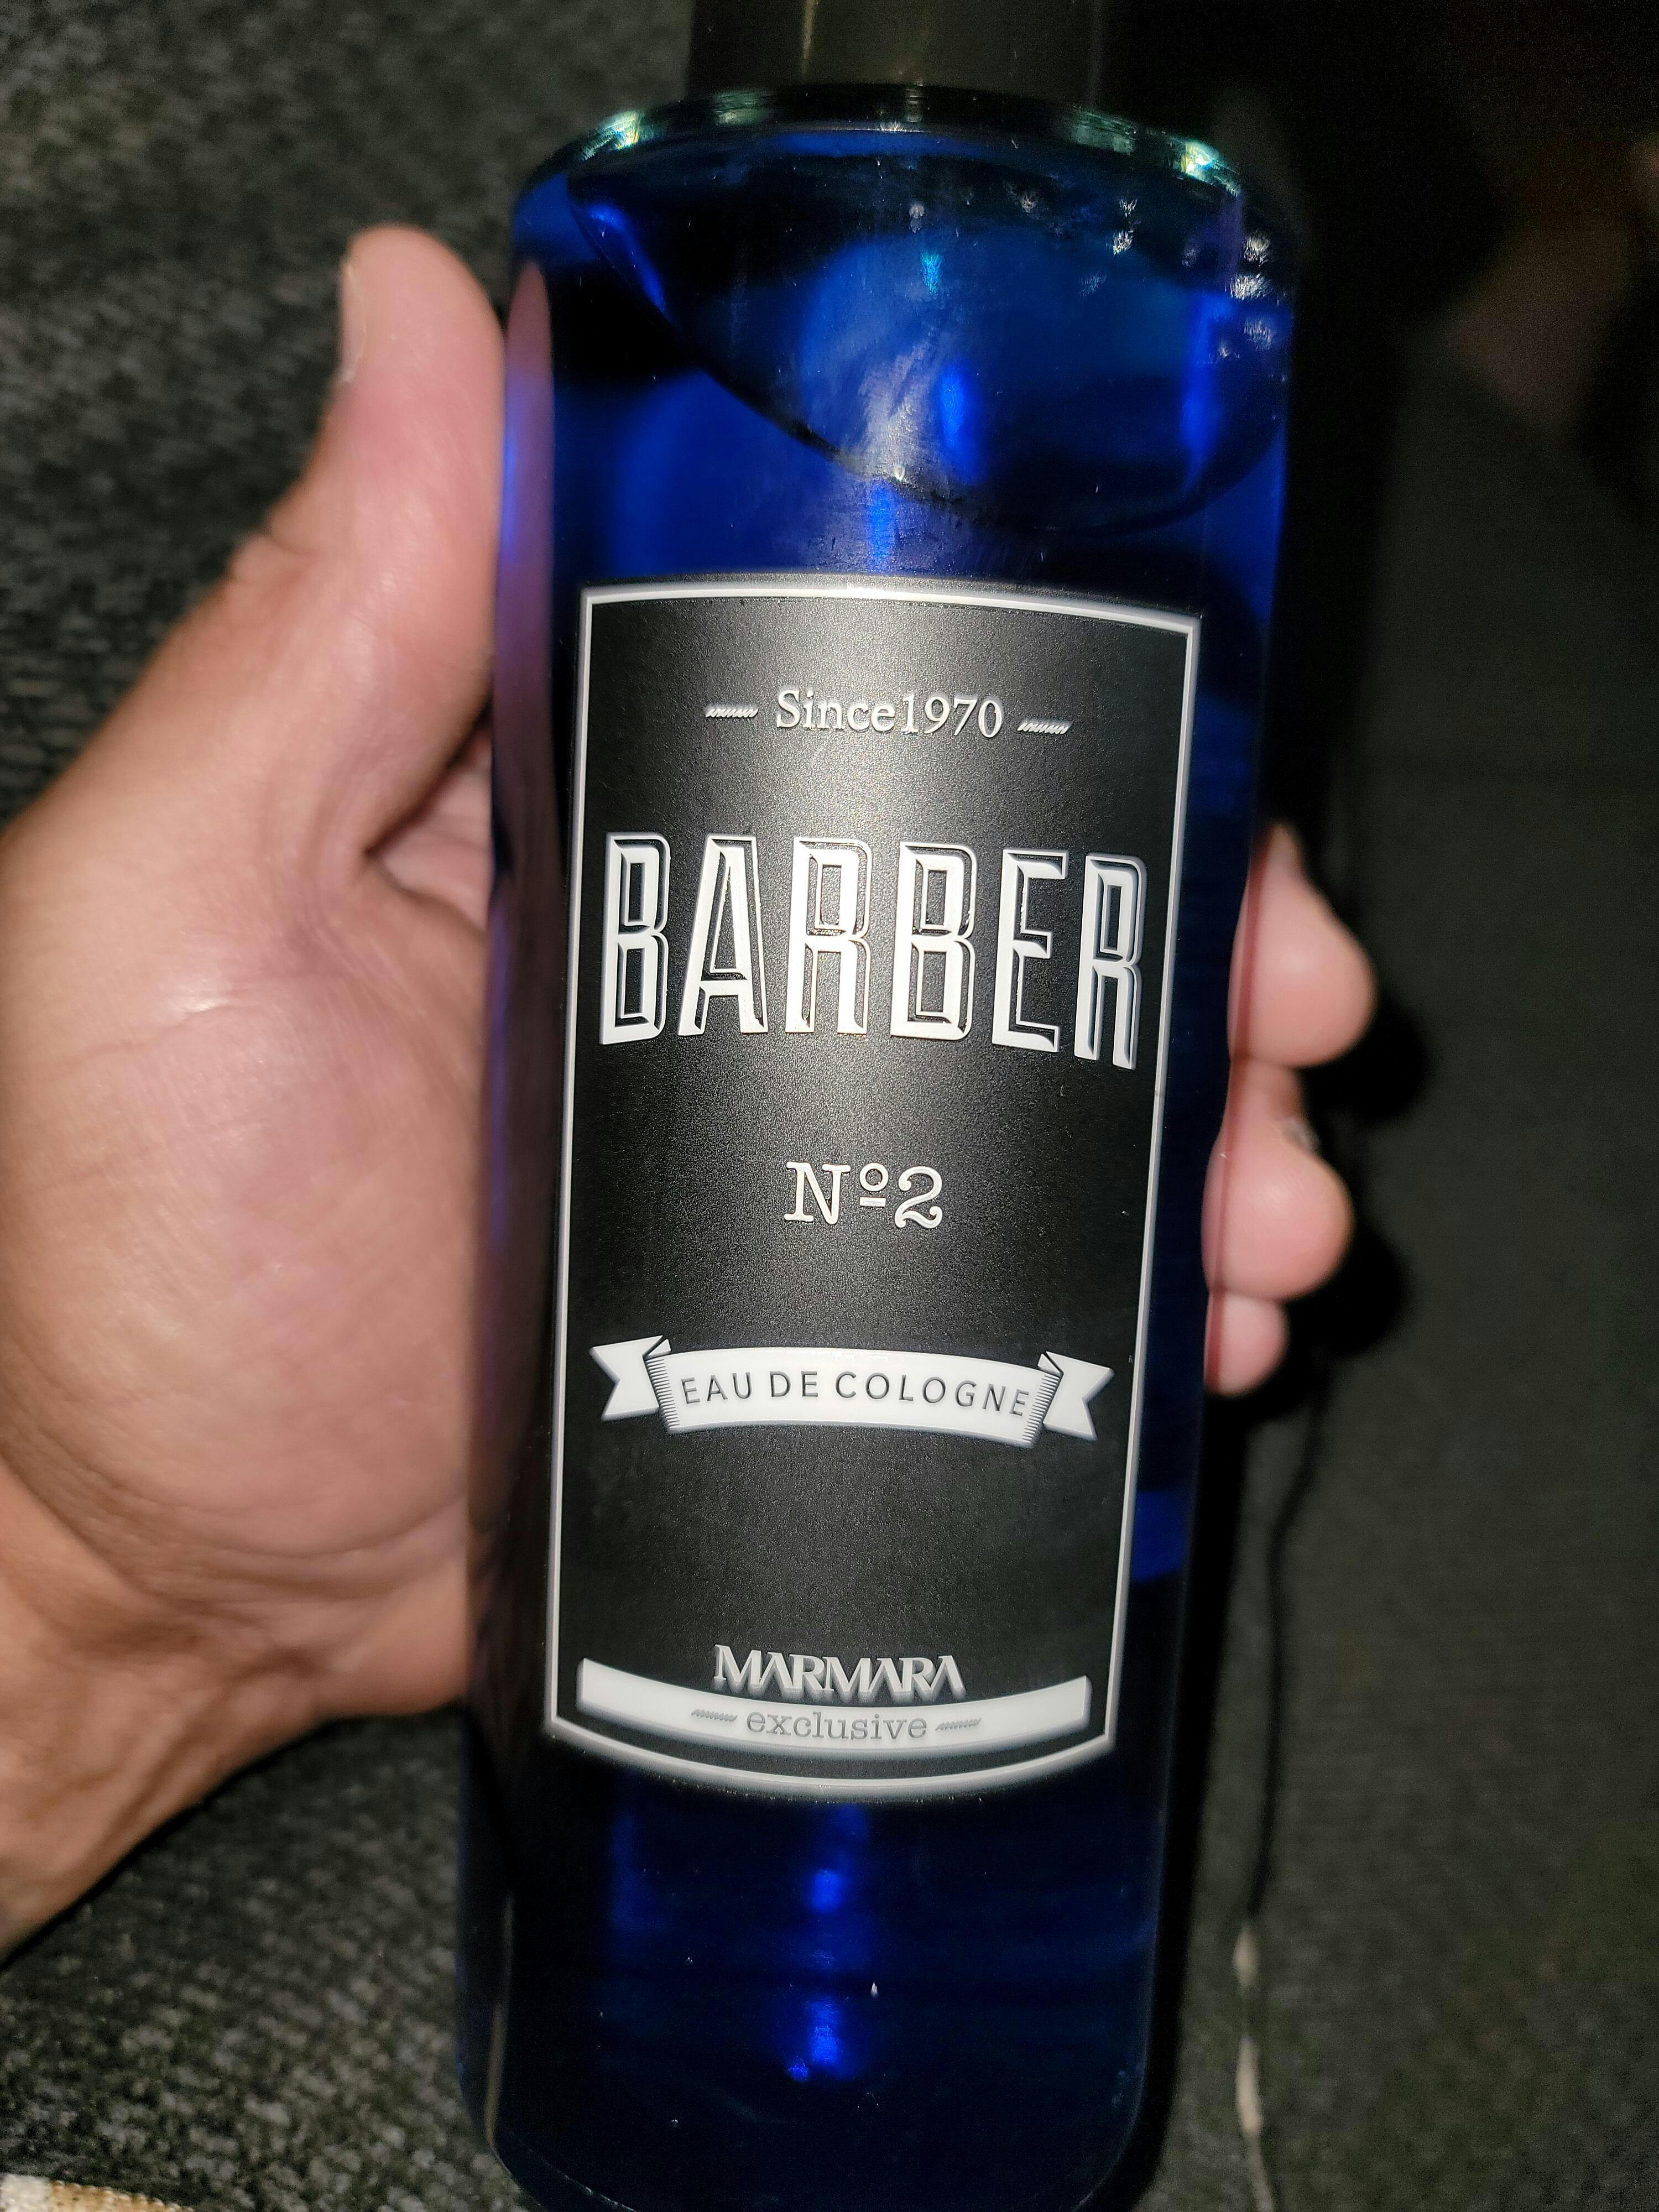 Since1970
BARBER
Nº2
EAU DE COLOGNE
MARMARA
exclusive